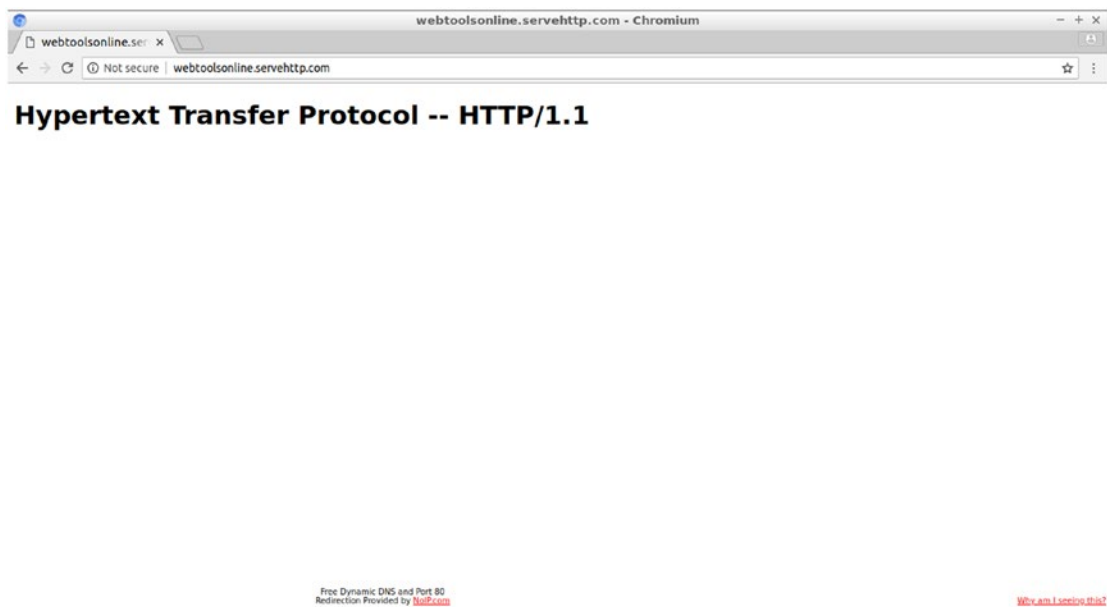 webtoolsonline.servehttp.com - Chromium
webtoolsonline.ser
Not secure | webtoolsonline.servehttp.com
Hypertext Transfer Protocol -- HTTP/1.1
Free Dynamic DNS and Port 80
Redirection Provided by NoIP.com
Why am I seeing this?